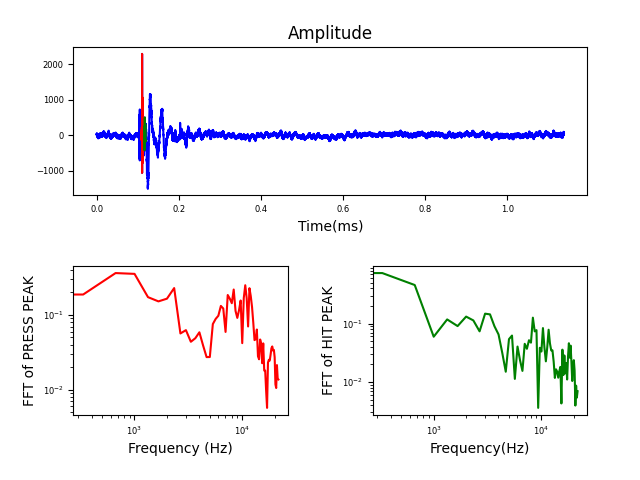 Amplitude
2000
1000
0
−1000
0.0 0.2 0.4 0.6 0.8 1.0
Time(ms)
FFT of PRESS PEAK
10⁻¹
10⁻²
10³ 10⁴
Frequency (Hz)
FFT of HIT PEAK
10⁻¹
10⁻²
10³ 10⁴
Frequency(Hz)